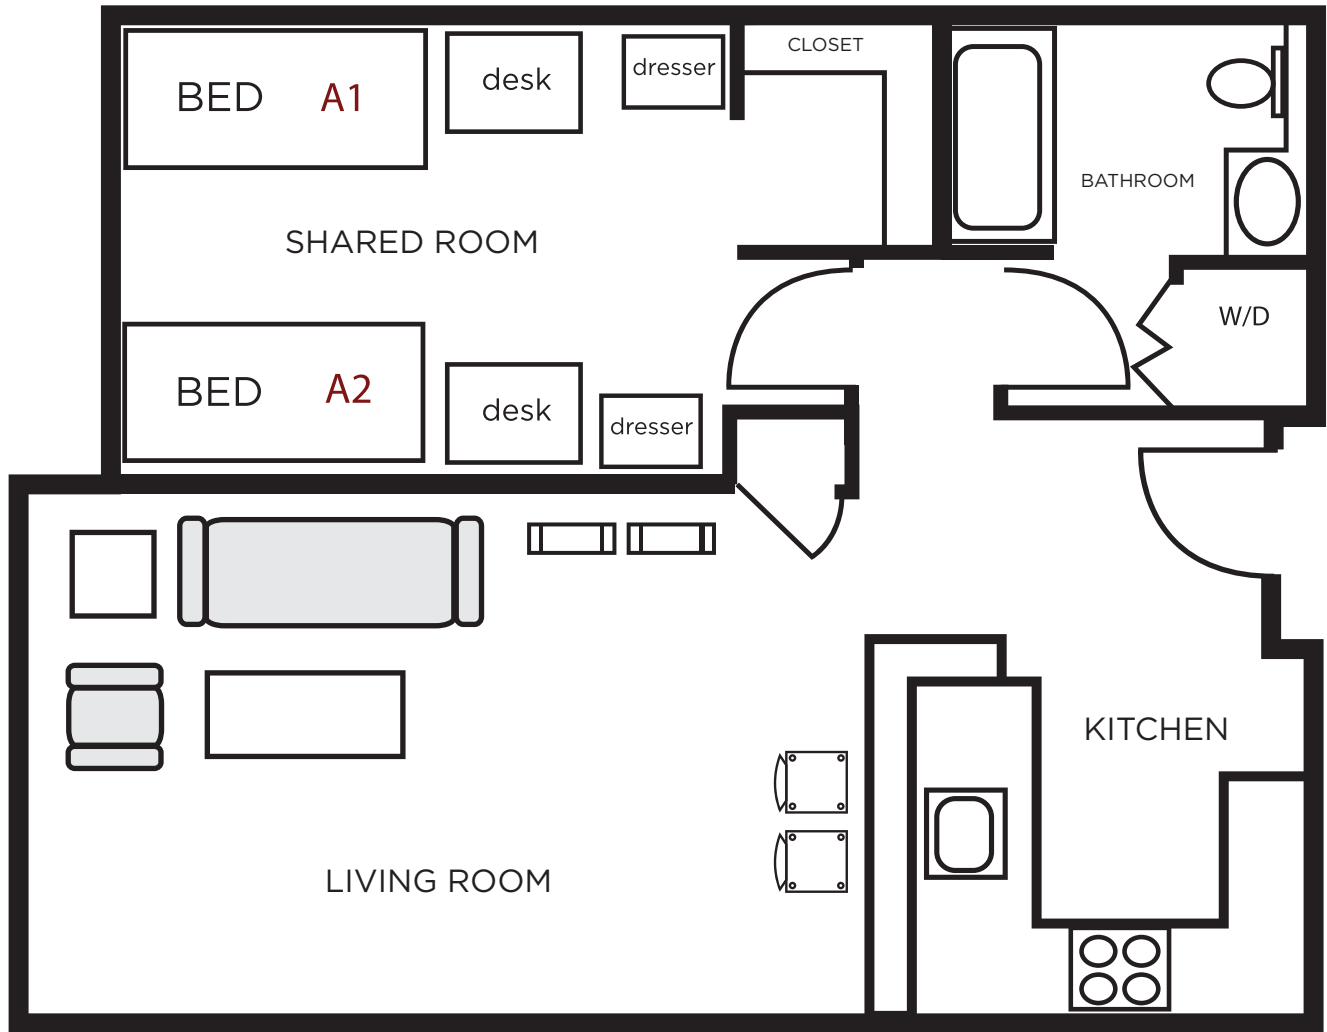 CLOSET
BED A1
desk
dresser
BATHROOM
SHARED ROOM
W/D
BED A2
desk
dresser
KITCHEN
LIVING ROOM